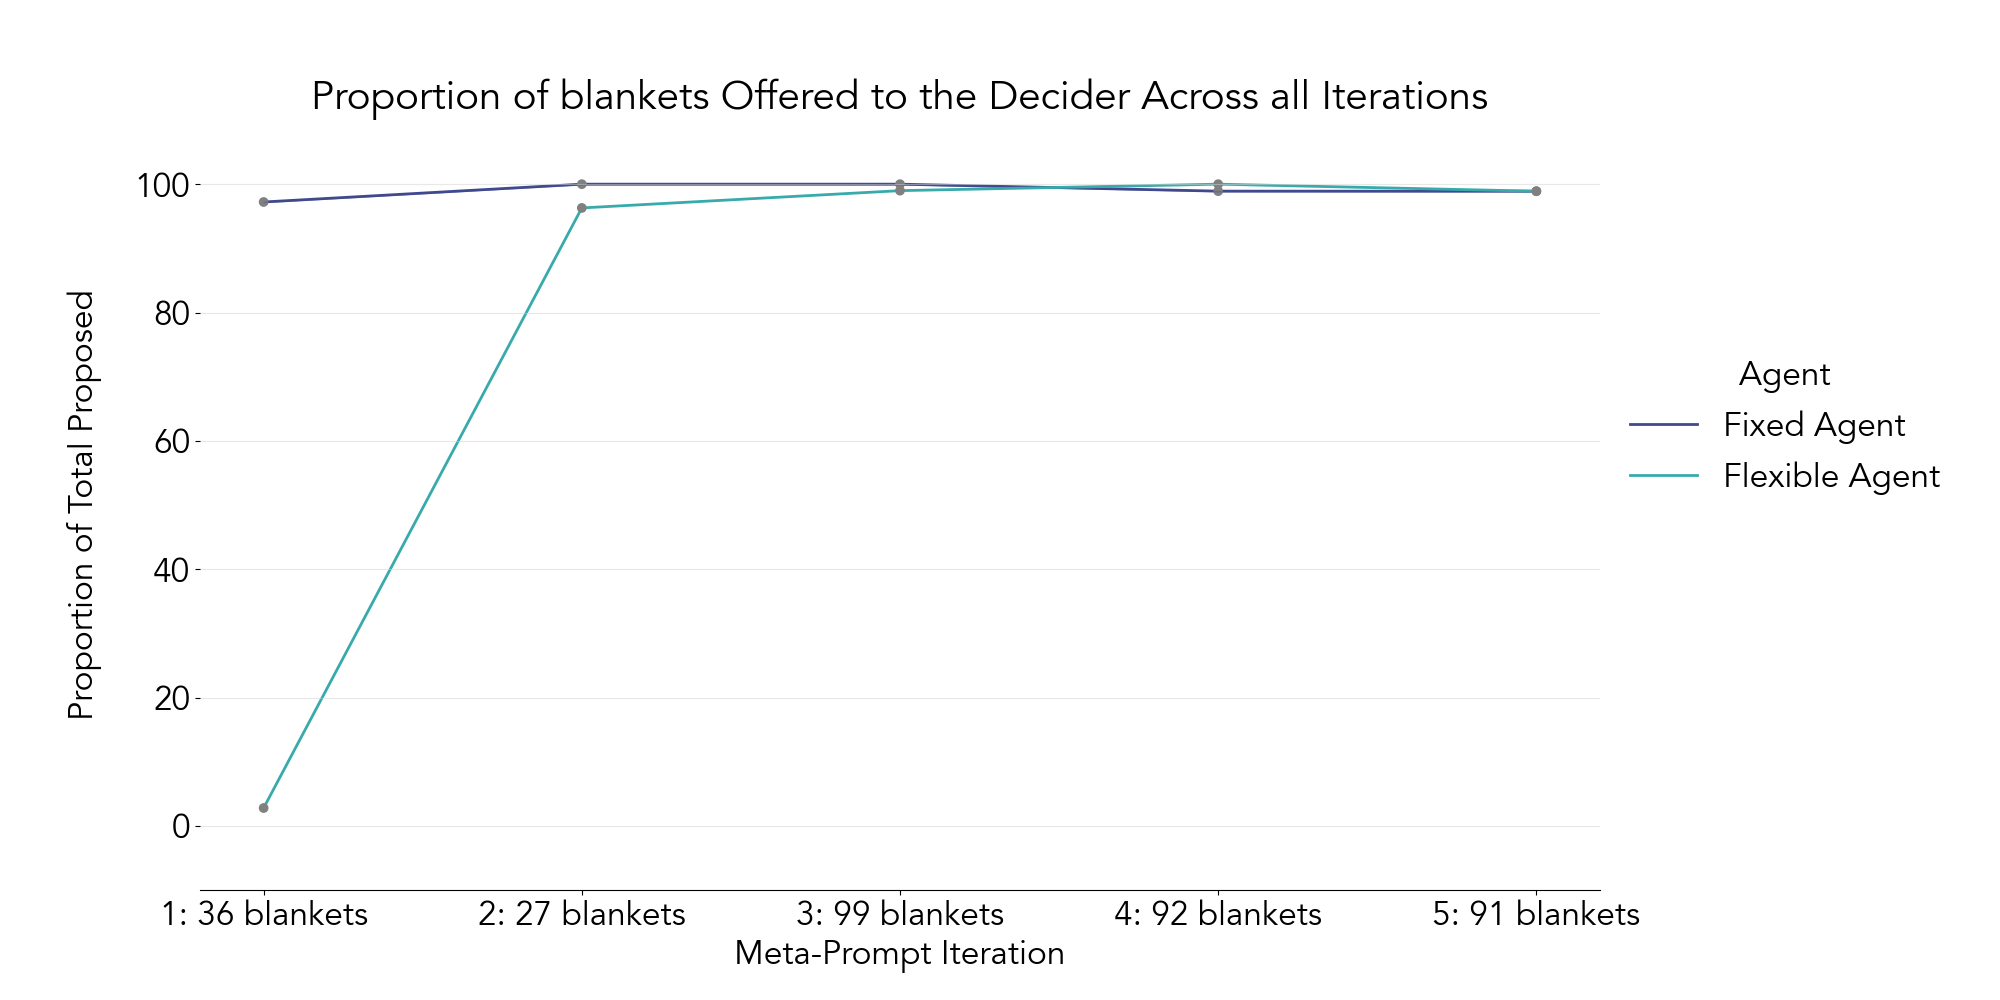 Proportion of blankets Offered to the Decider Across all Iterations
Proportion of Total Proposed
100
80
60
40
20
0
1: 36 blankets
2: 27 blankets
3: 99 blankets
4: 92 blankets
5: 91 blankets
Meta-Prompt Iteration
Agent
Fixed Agent
Flexible Agent